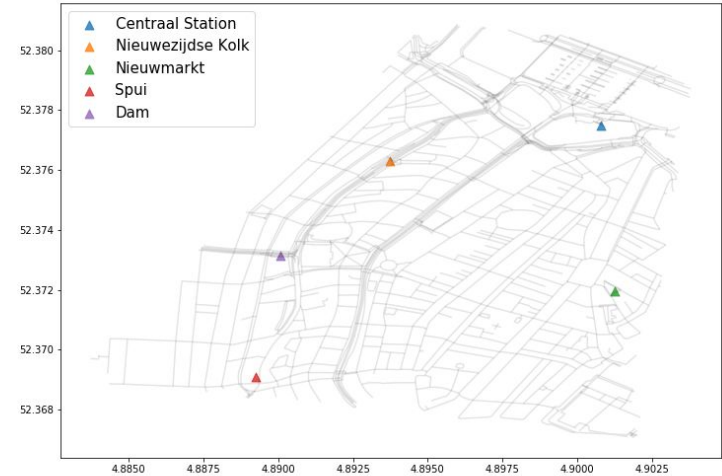 Centraal Station
Nieuwezijdse Kolk
Nieuwmarkt
Spui
Dam
52.380
52.378
52.376
52.374
52.372
52.370
52.368
4.8850 4.8875 4.8900 4.8925 4.8950 4.8975 4.9000 4.9025